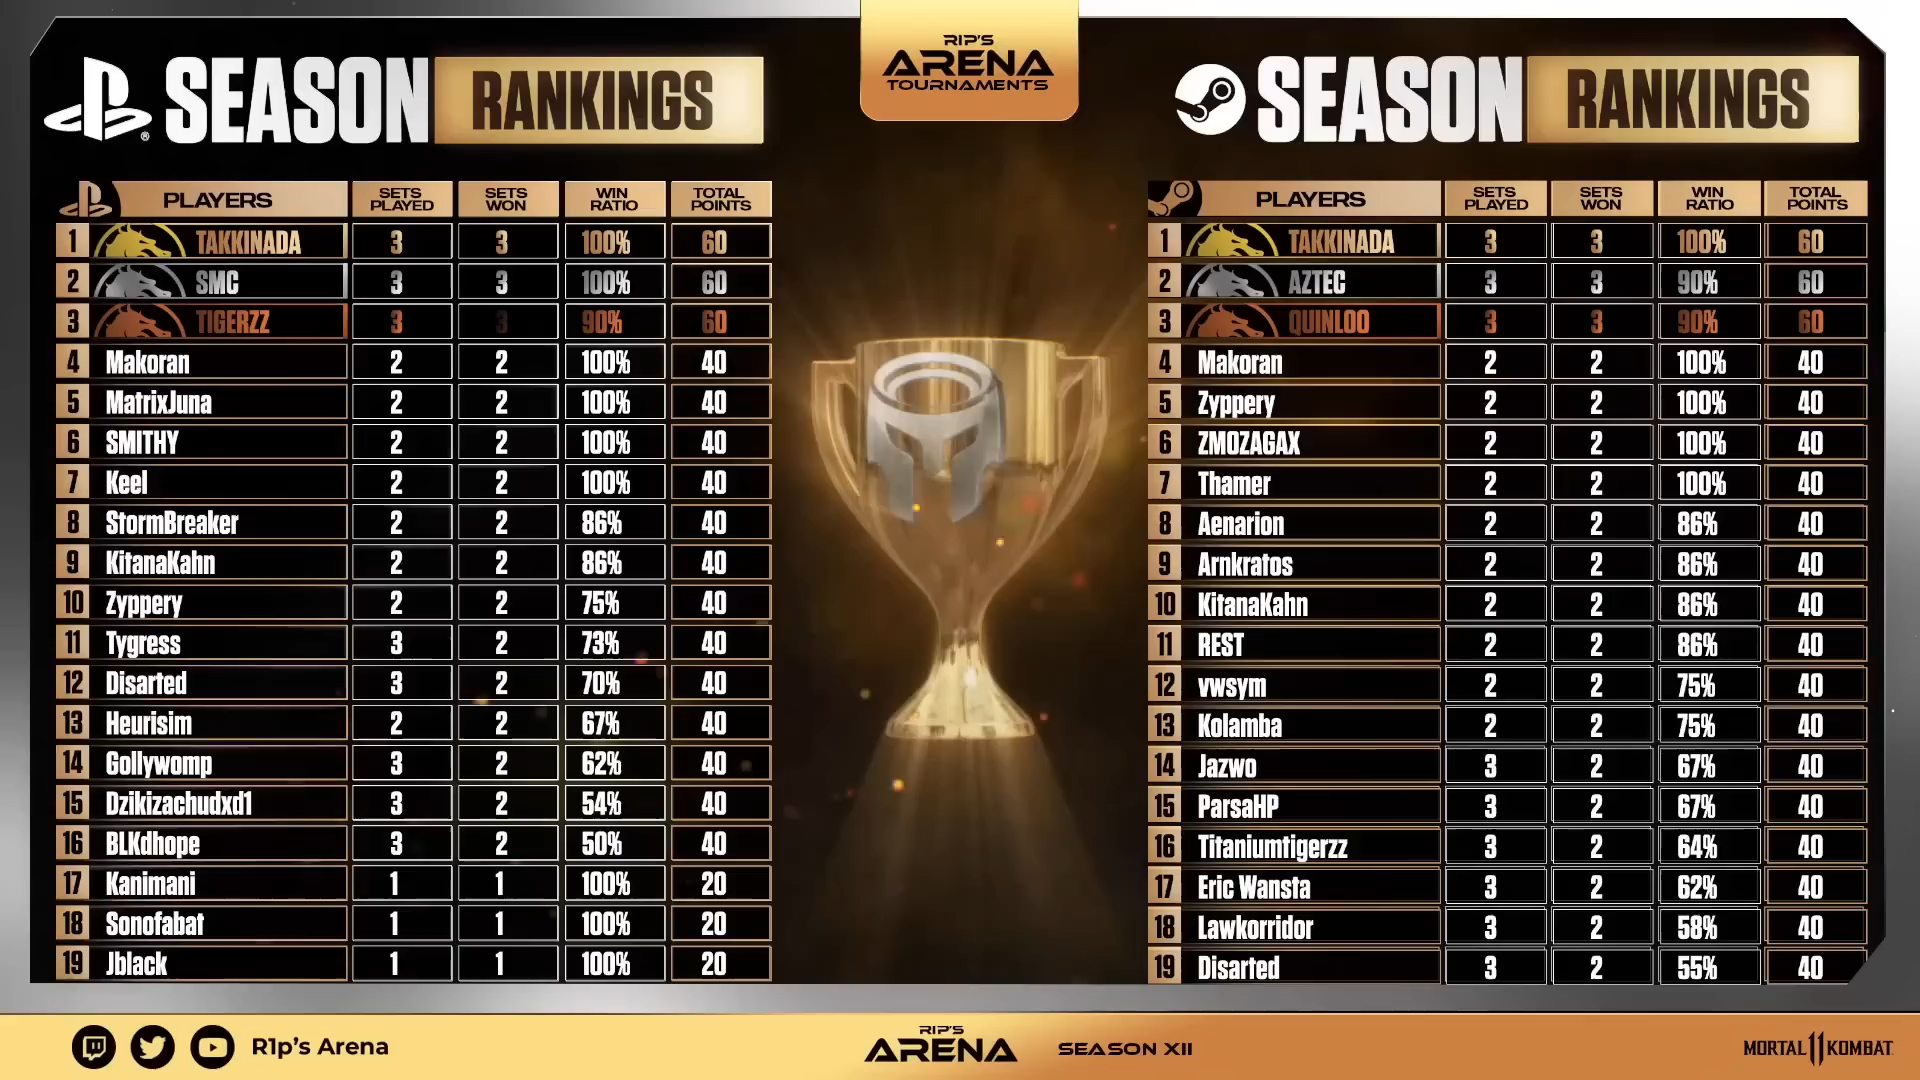 RIP'S
ARENA
TOURNAMENTS
SEASON RANKINGS
PLAYERS SETS PLAYED SETS WON WIN RATIO TOTAL POINTS
1 TAKKINADA 3 3 100% 60
2 SMC 3 3 100% 60
3 TIGERZZ 3 3 90% 60
4 Makoran 2 2 100% 40
5 MatrixJuna 2 2 100% 40
6 SMITHY 2 2 100% 40
7 Keel 2 2 100% 40
8 StormBreaker 2 2 86% 40
9 KitanaKahn 2 2 86% 40
10 Zyppery 2 2 75% 40
11 Tygress 3 2 73% 40
12 Disarted 3 2 70% 40
13 Heurisim 2 2 67% 40
14 Gollywomp 3 2 62% 40
15 Dzikizachudxd1 3 2 54% 40
16 BLKdhope 3 2 50% 40
17 Kanimani 1 1 100% 20
18 Sonofabat 1 1 100% 20
19 Jblack 1 1 100% 20
SEASON RANKINGS
PLAYERS SETS PLAYED SETS WON WIN RATIO TOTAL POINTS
1 TAKKINADA 3 3 100% 60
2 AZTEC 3 3 90% 60
3 QUINLOO 3 3 90% 60
4 Makoran 2 2 100% 40
5 Zyppery 2 2 100% 40
6 ZMOZAGAX 2 2 100% 40
7 Thamer 2 2 100% 40
8 Aenarion 2 2 86% 40
9 Arnkratos 2 2 86% 40
10 KitanaKahn 2 2 86% 40
11 REST 2 2 86% 40
12 vwsym 2 2 75% 40
13 Kolamba 2 2 75% 40
14 Jazwo 3 2 67% 40
15 ParsaHP 3 2 67% 40
16 Titaniumtigerzz 3 2 64% 40
17 Eric Wansta 3 2 62% 40
18 Lawkorridor 3 2 58% 40
19 Disarted 3 2 55% 40
R1p's Arena
RIP'S
ARENA
SEASON XII
MORTAL 11 KOMBAT